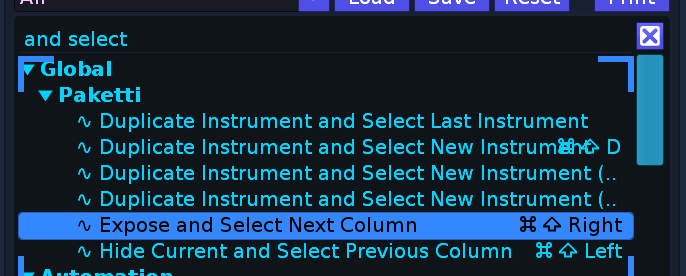 All Load Save Reset Print
and select
Global
Paketti
Duplicate Instrument and Select Last Instrument
Duplicate Instrument and Select New Instrument ⌘⇧ D
Duplicate Instrument and Select New Instrument (..
Duplicate Instrument and Select New Instrument (..
Expose and Select Next Column ⌘⇧ Right
Hide Current and Select Previous Column ⌘⇧ Left
Automation